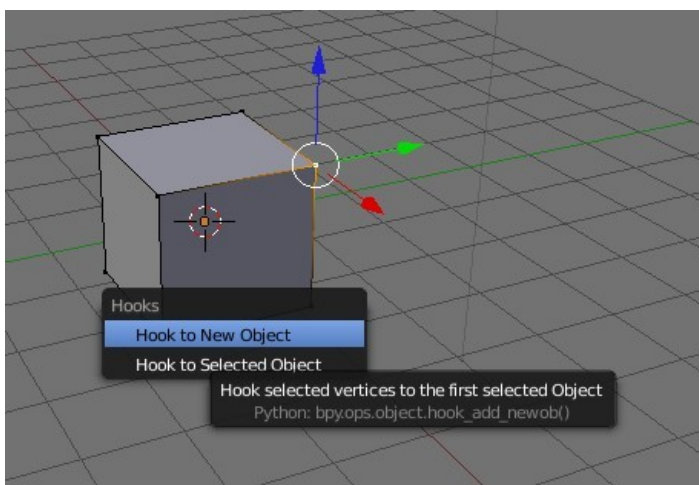 Hooks
Hook to New Object
Hook to Selected Object
Hook selected vertices to the first selected Object
Python: bpy.ops.object.hook_add_newob()